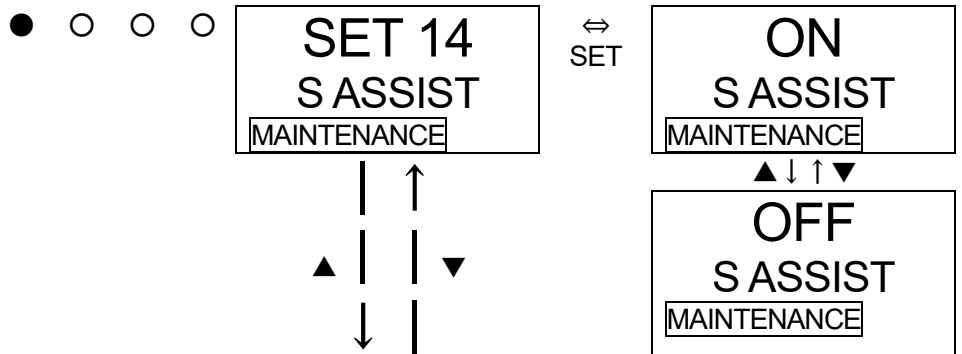 ● ○ ○ ○
SET 14
S ASSIST
MAINTENANCE
⇔
SET
ON
S ASSIST
MAINTENANCE
▲↓↑▼
OFF
S ASSIST
MAINTENANCE
▲ ↓ ↑ ▼